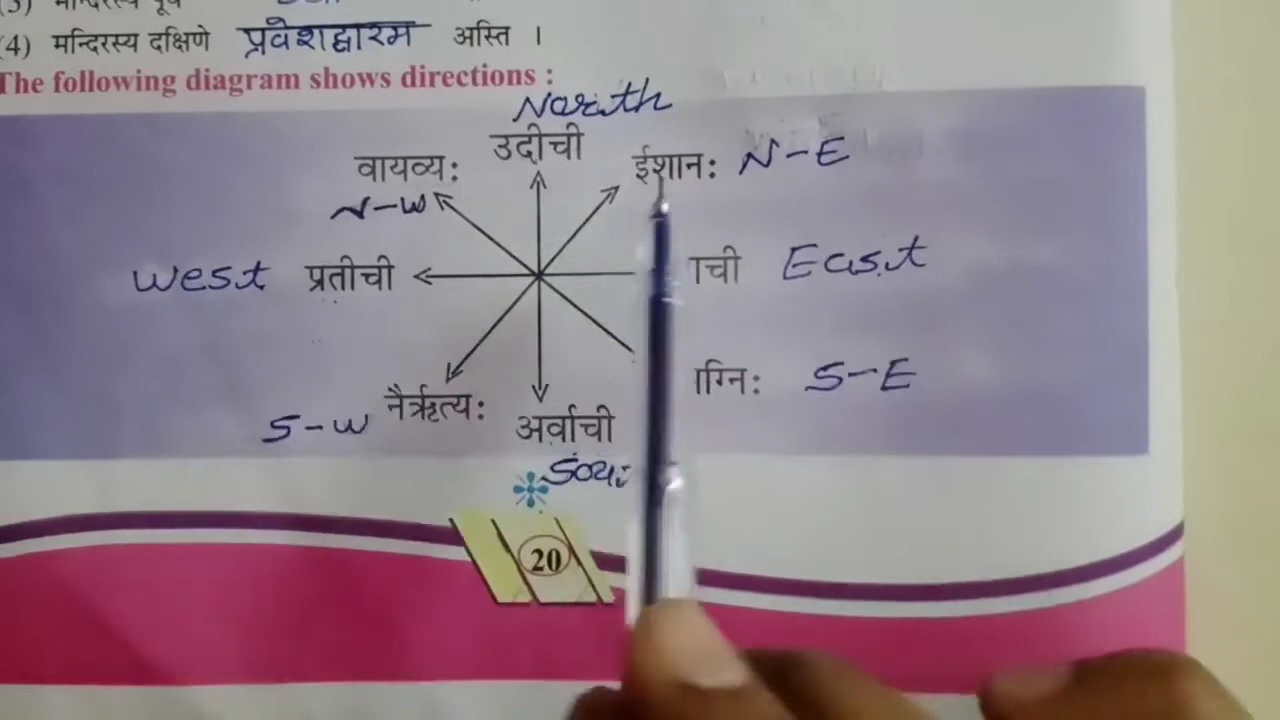 (4) मन्दिरस्य दक्षिणे प्रवेशद्वारम अस्ति ।
The following diagram shows directions :
Narith
उदीची
वायव्यः
ईशानः N-E
N-W
West प्रतीची
ाची East
ाग्निः S-E
नैर्ऋत्यः
S-W
अर्वाची
20